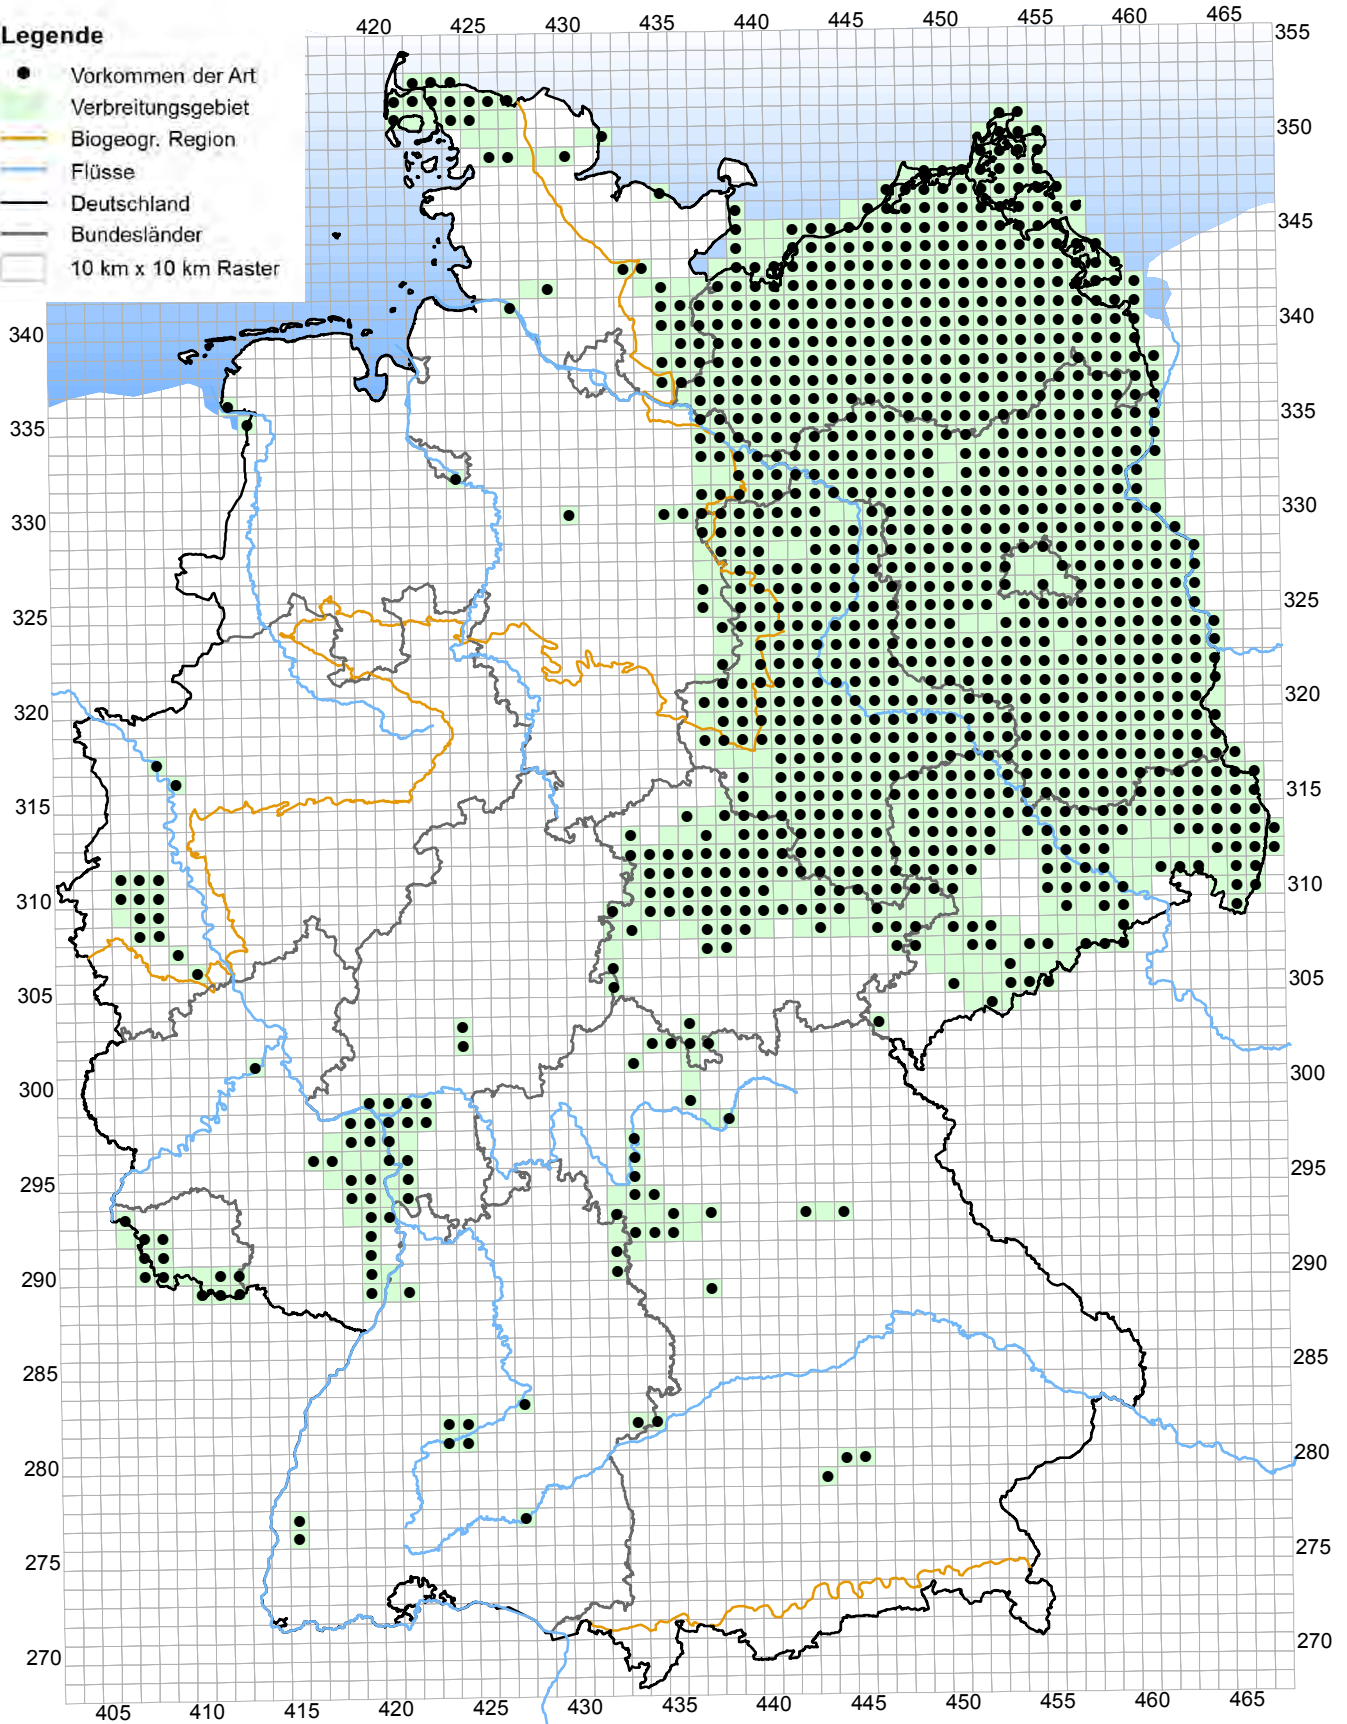 420 425 430 435 440 445 450 455 460 465
355
Legende
Vorkommen der Art
Verbreitungsgebiet
Biogeogr. Region
Flüsse
Deutschland
Bundesländer
10 km x 10 km Raster
350
345
340 340
335 335
330 330
325 325
320 320
315 315
310 310
305 305
300 300
295 295
290 290
285 285
280 280
275 275
270 270
405 410 415 420 425 430 435 440 445 450 455 460 465